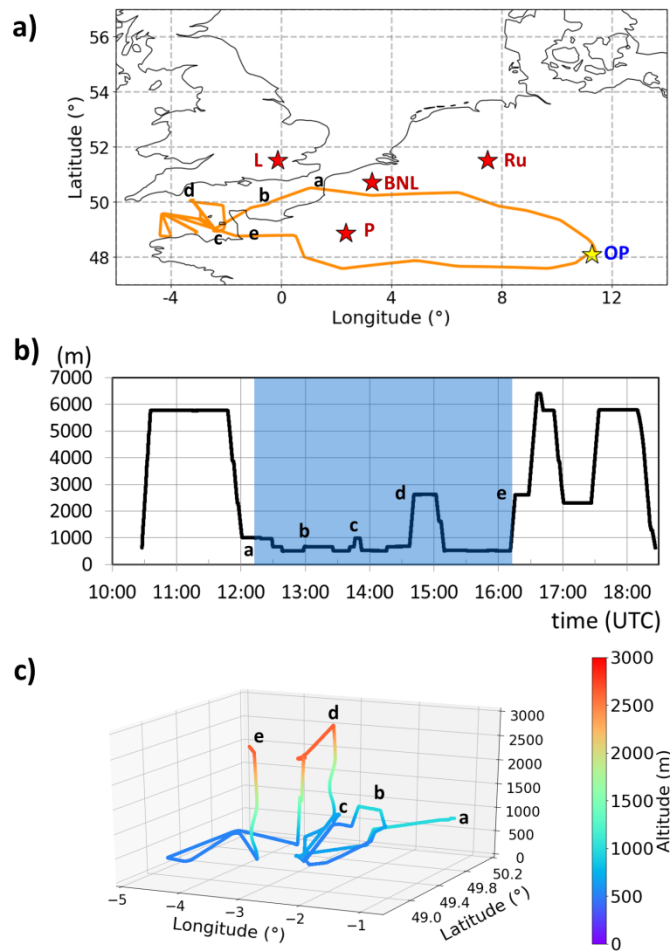 a)
56
54
52
50
48
Latitude (°)
L
BNL
Ru
d
b
a
c
e
P
OP
-4
0
4
8
12
Longitude (°)
b)
(m)
7000
6000
5000
4000
3000
2000
1000
0
a
b
c
d
e
10:00 11:00 12:00 13:00 14:00 15:00 16:00 17:00 18:00
time (UTC)
c)
d
e
c
b
a
3000
2500
2000
1500
1000
500
0
−5
−4
−3
−2
−1
Longitude (°)
49.0
49.4
49.8
50.2
Latitude (°)
3000
2500
2000
1500
1000
500
0
Altitude (m)